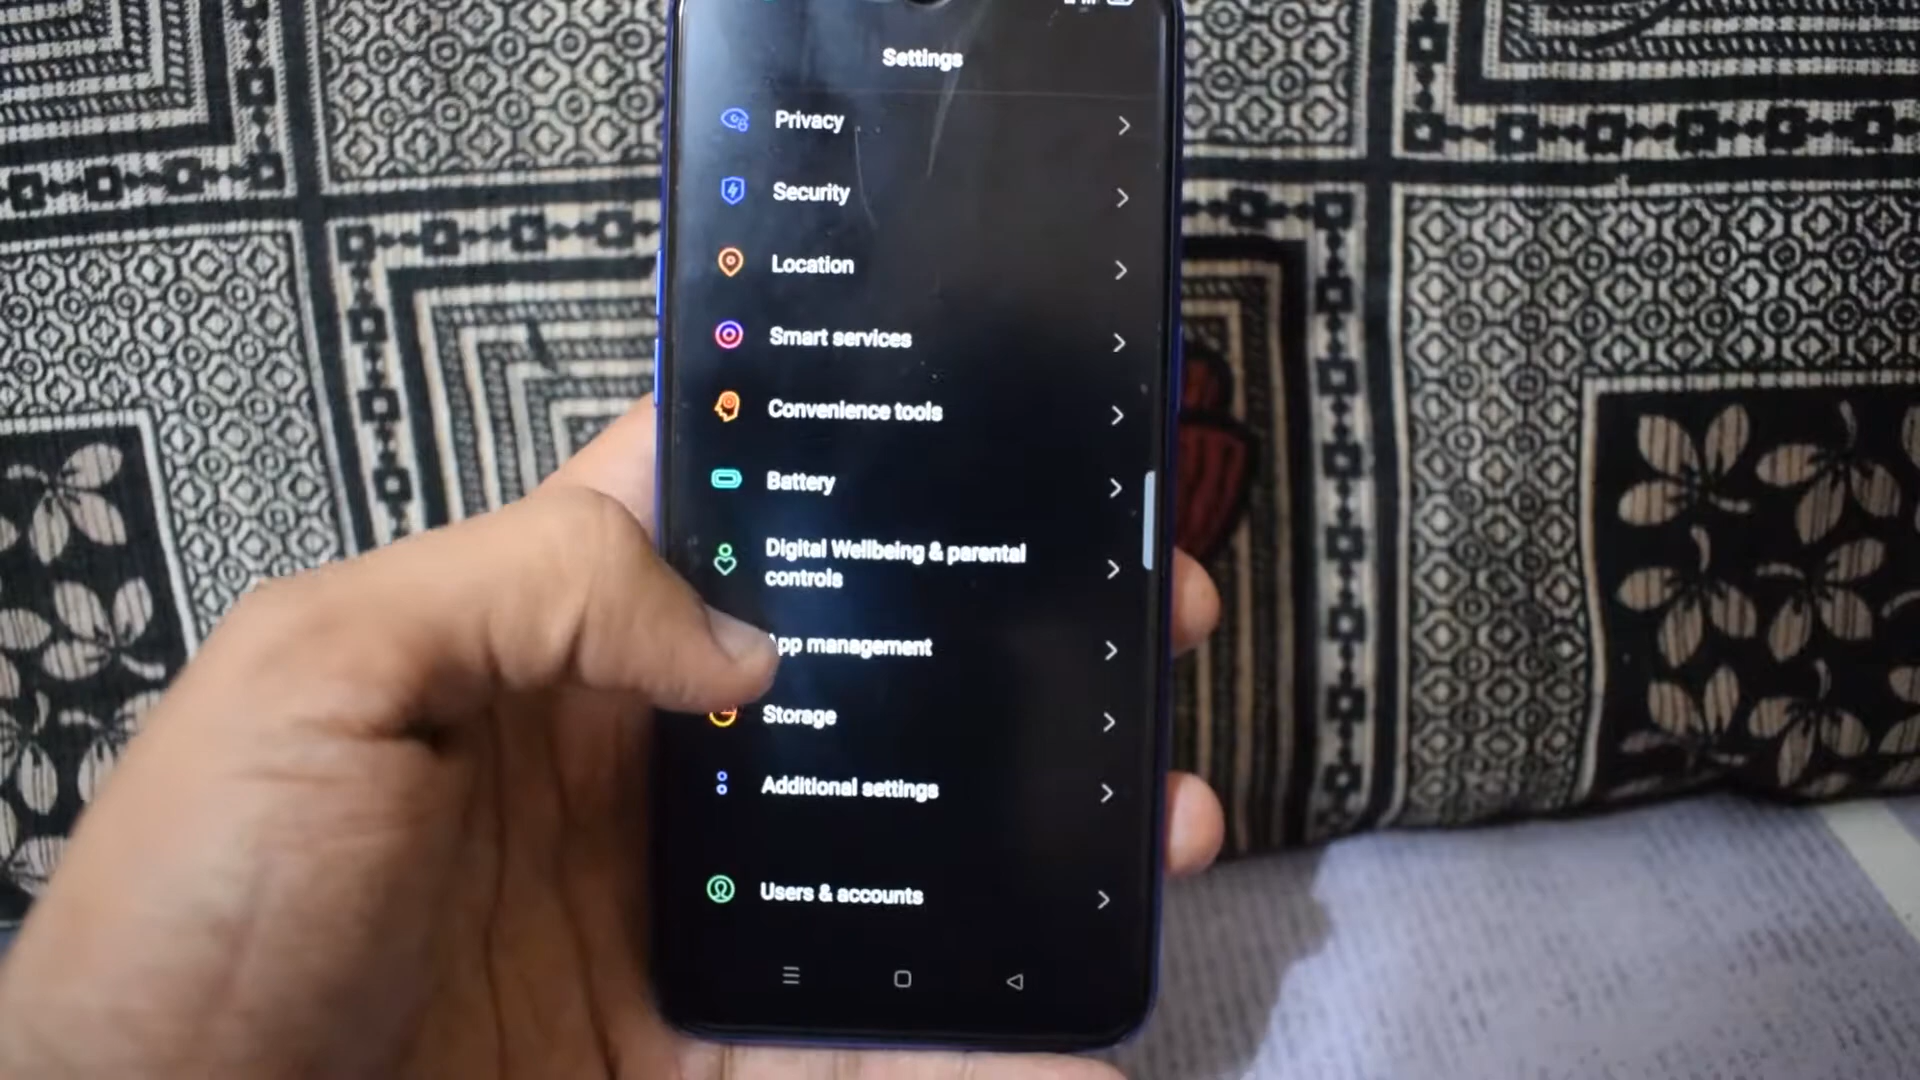 Settings
Privacy
Security
Location
Smart services
Convenience tools
Battery
Digital Wellbeing & parental
controls
App management
Storage
Additional settings
Users & accounts